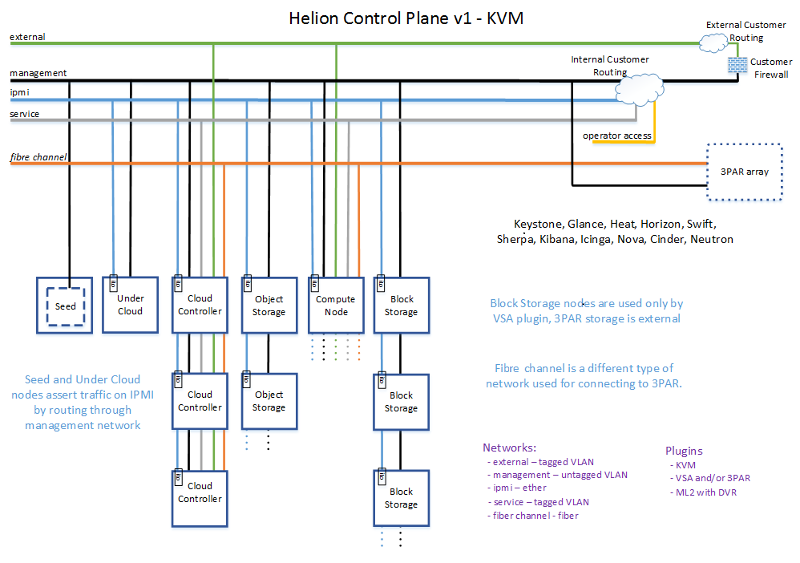 Helion Control Plane v1 - KVM
External Customer
Routing
external
Internal Customer
Routing
Customer
Firewall
management
ipmi
service
operator access
fibre channel
3PAR array
Keystone, Glance, Heat, Horizon, Swift,
Sherpa, Kibana, Icinga, Nova, Cinder, Neutron
Seed
Under
Cloud
Cloud
Controller
Object
Storage
Compute
Node
Block
Storage
Block Storage nodes are used only by
VSA plugin, 3PAR storage is external
Seed and Under Cloud
nodes assert traffic on IPMI
by routing through
management network
Cloud
Controller
Object
Storage
Block
Storage
Fibre channel is a different type of
network used for connecting to 3PAR.
Cloud
Controller
Block
Storage
Networks:
- external – tagged VLAN
- management – untagged VLAN
- ipmi – ether
- service – tagged VLAN
- fiber channel - fiber
Plugins
- KVM
- VSA and/or 3PAR
- ML2 with DVR